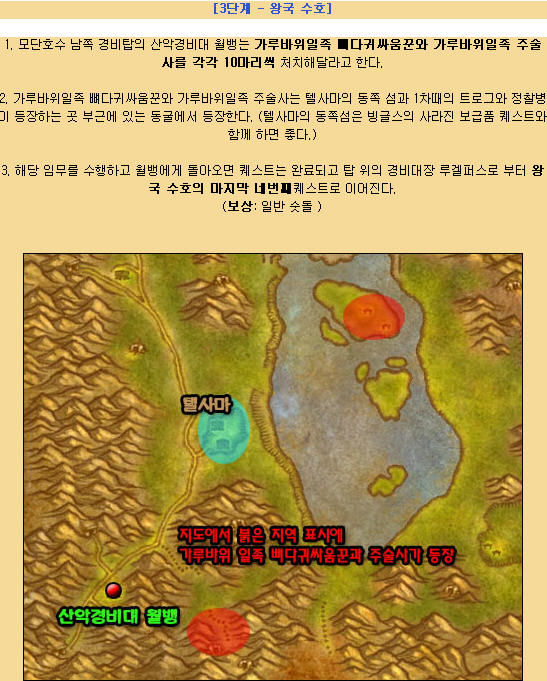 [3단계 - 왕국 수호]
1. 모단호수 남쪽 경비탑의 산악경비대 월뱅는 가루바위일족 뼈다귀싸움꾼와 가루바위일족 주술
사를 각각 10마리씩 처치해달라고 한다.
2. 가루바위일족 뼈다귀싸움꾼와 가루바위일족 주술사는 텔사마의 동쪽 섬과 1차때의 트로그와 정찰병
이 등장하는 곳 부근에 있는 동굴에서 등장한다. (텔사마의 동쪽섬은 빙글스의 사라진 보급품 퀘스트와
함께 하면 좋다.)
3. 해당 임무를 수행하고 월뱅에게 돌아오면 퀘스트는 완료되고 탑 위의 경비대장 루겔퍼스로 부터 왕
국 수호의 마지막 네번째퀘스트로 이어진다.
(보상: 일반 숫돌 )
텔사마
지도에서 붉은 지역 표시에
가루바위 일족 뼈다귀싸움꾼과 주술사가 등장
산악경비대 월뱅